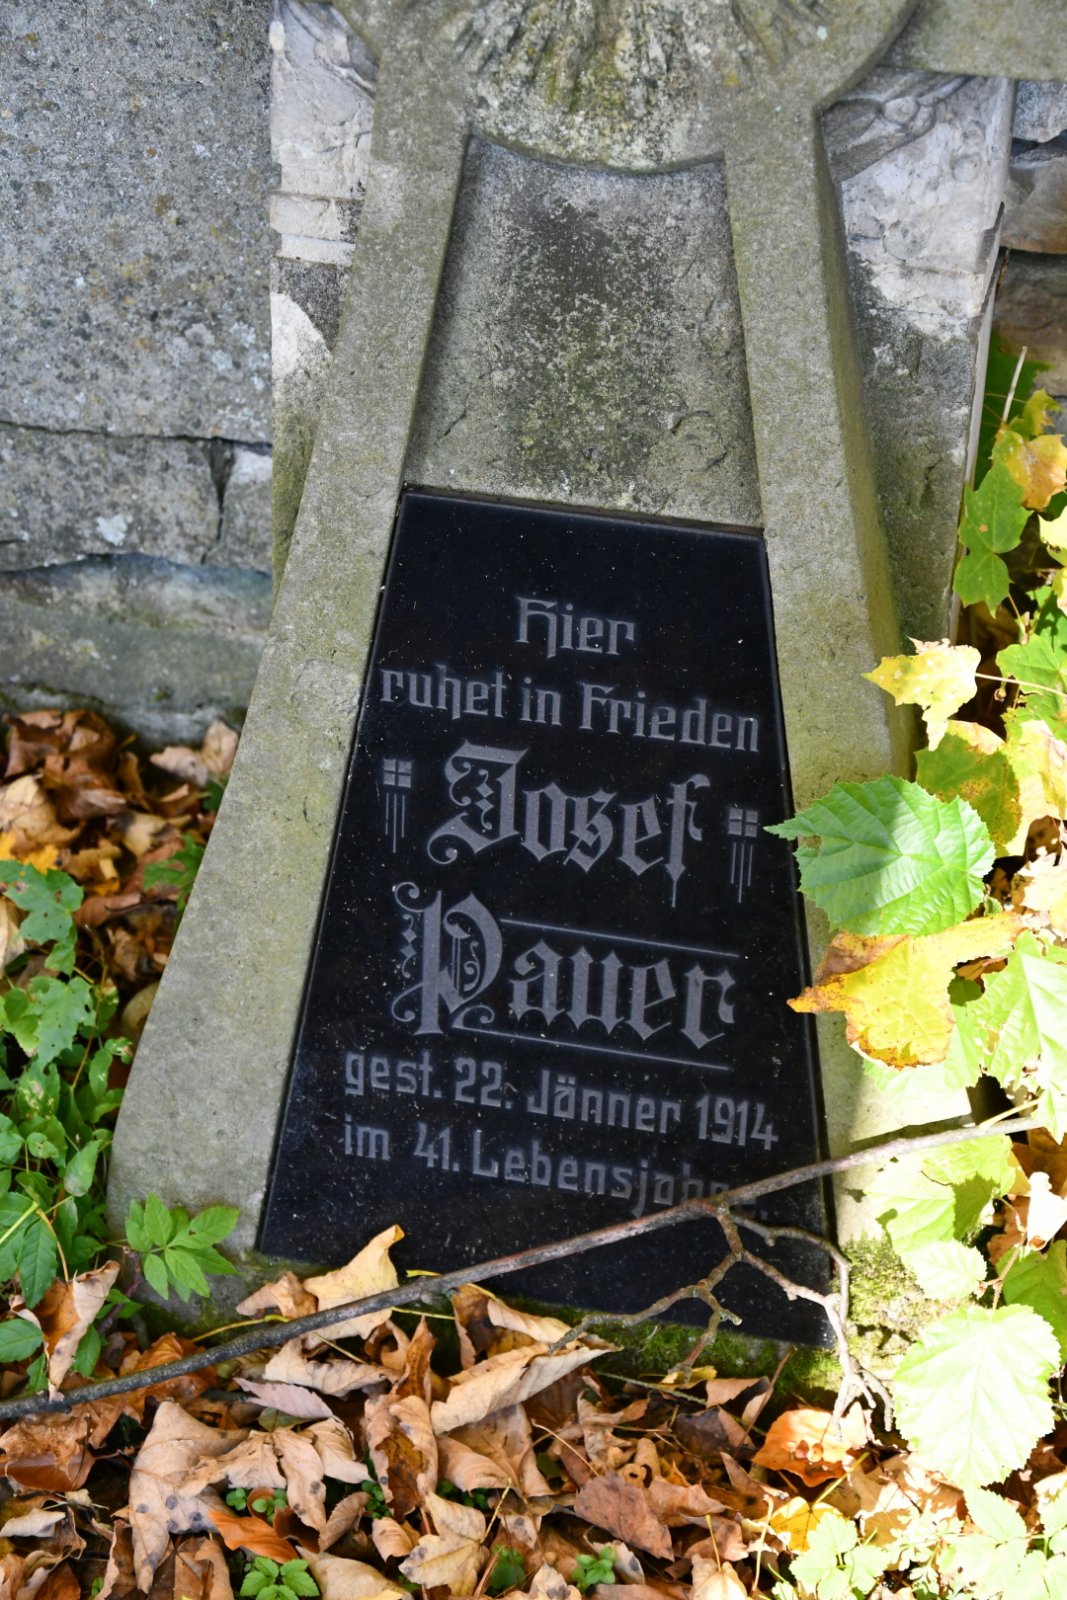 Hier
ruhet in Frieden
Josef
Pauer
gest. 22. Jänner 1914
im 41. Lebensjahre.